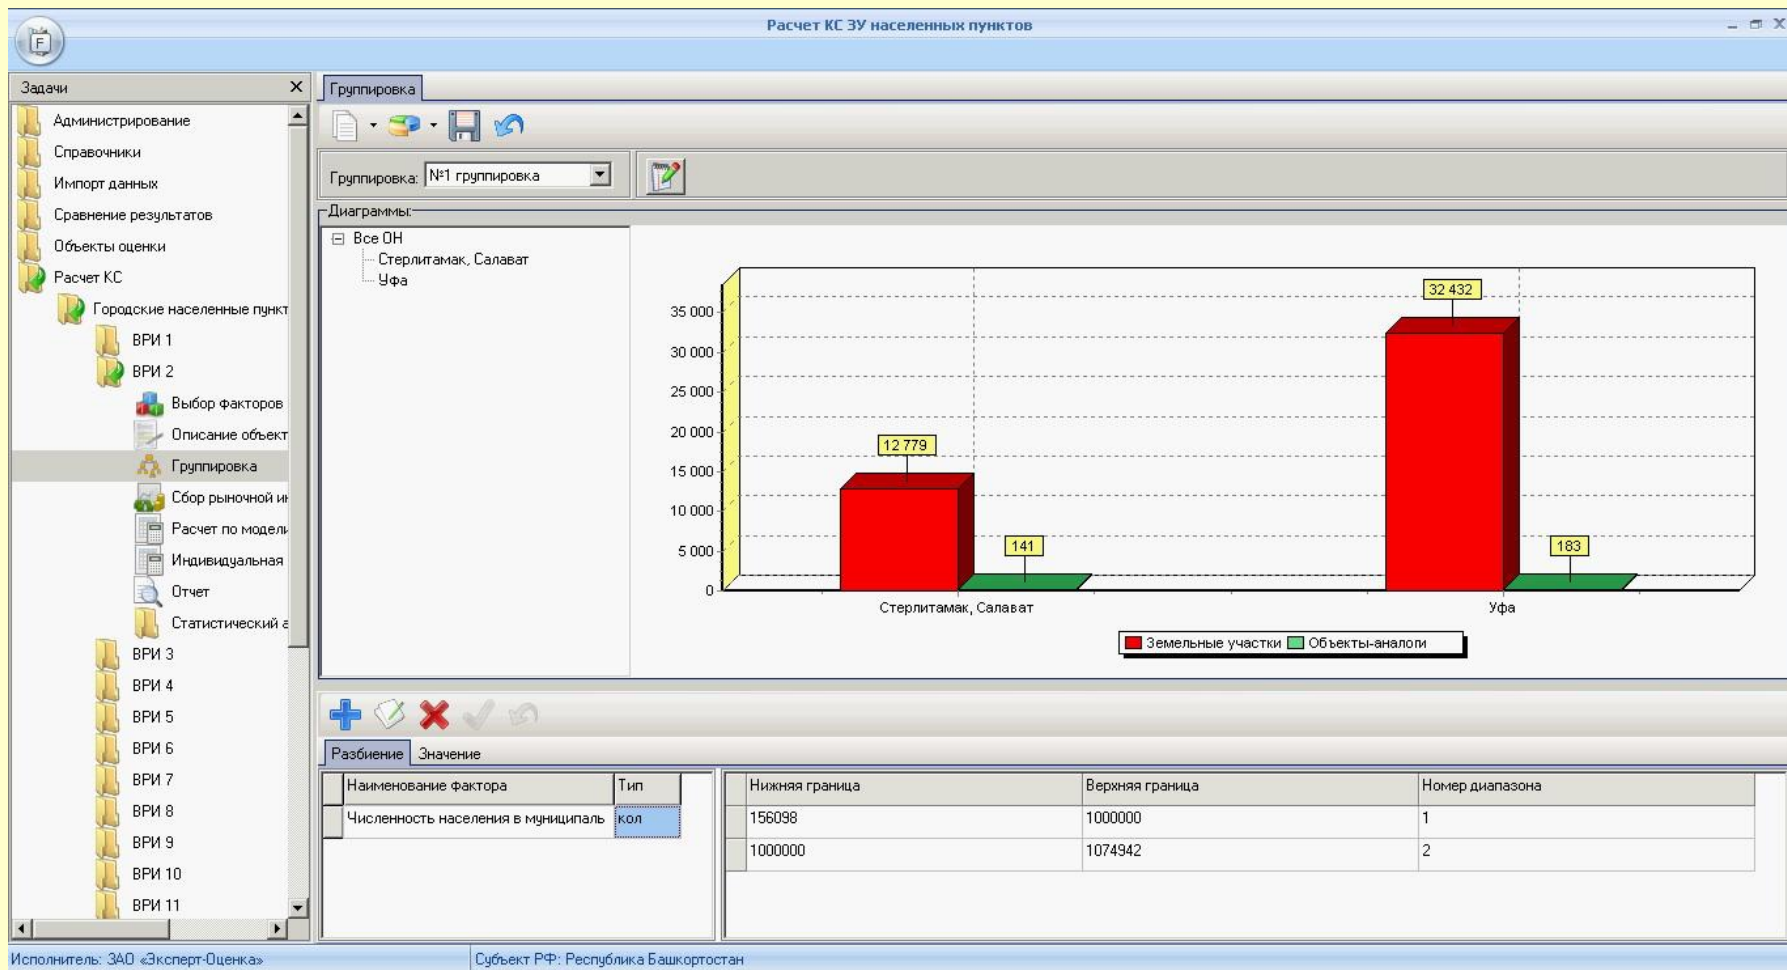 Расчет КС ЗУ населенных пунктов
Задачи
Администрирование
Справочники
Импорт данных
Сравнение результатов
Объекты оценки
Расчет КС
Городские населенные пункт
ВРИ 1
ВРИ 2
Выбор факторов
Описание объект
Группировка
Сбор рыночной ин
Расчет по модели
Индивидуальная
Отчет
Статистический а
ВРИ 3
ВРИ 4
ВРИ 5
ВРИ 6
ВРИ 7
ВРИ 8
ВРИ 9
ВРИ 10
ВРИ 11
Группировка
Группировка: №1 группировка
Диаграммы:
Все ОН
Стерлитамак, Салават
Уфа
35 000
30 000
25 000
20 000
15 000
10 000
5 000
0
12 779
141
32 432
183
Стерлитамак, Салават
Уфа
Земельные участки Объекты-аналоги
Разбиение Значение
Наименование фактора Тип
Численность населения в муниципаль кол
Нижняя граница Верхняя граница Номер диапазона
156098 1000000 1
1000000 1074942 2
Исполнитель: ЗАО «Эксперт-Оценка» Субъект РФ: Республика Башкортостан